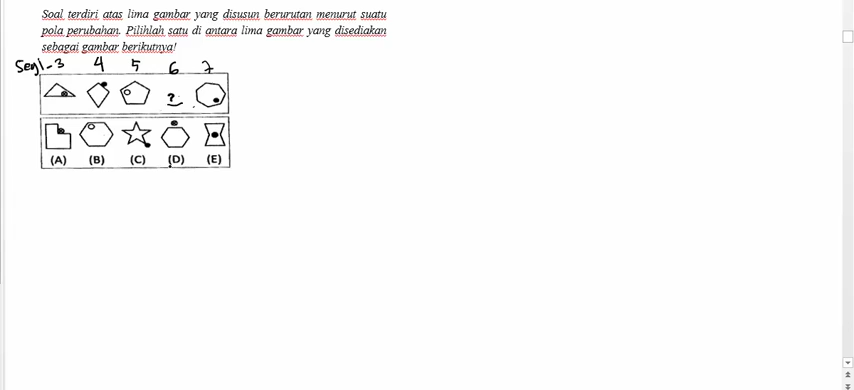 Soal terdiri atas lima gambar yang disusun berurutan menurut suatu
pola perubahan. Pilihlah satu di antara lima gambar yang disediakan
sebagai gambar berikutnya!
Segi-3 4 5 6 7
?
(A) (B) (C) (D) (E)